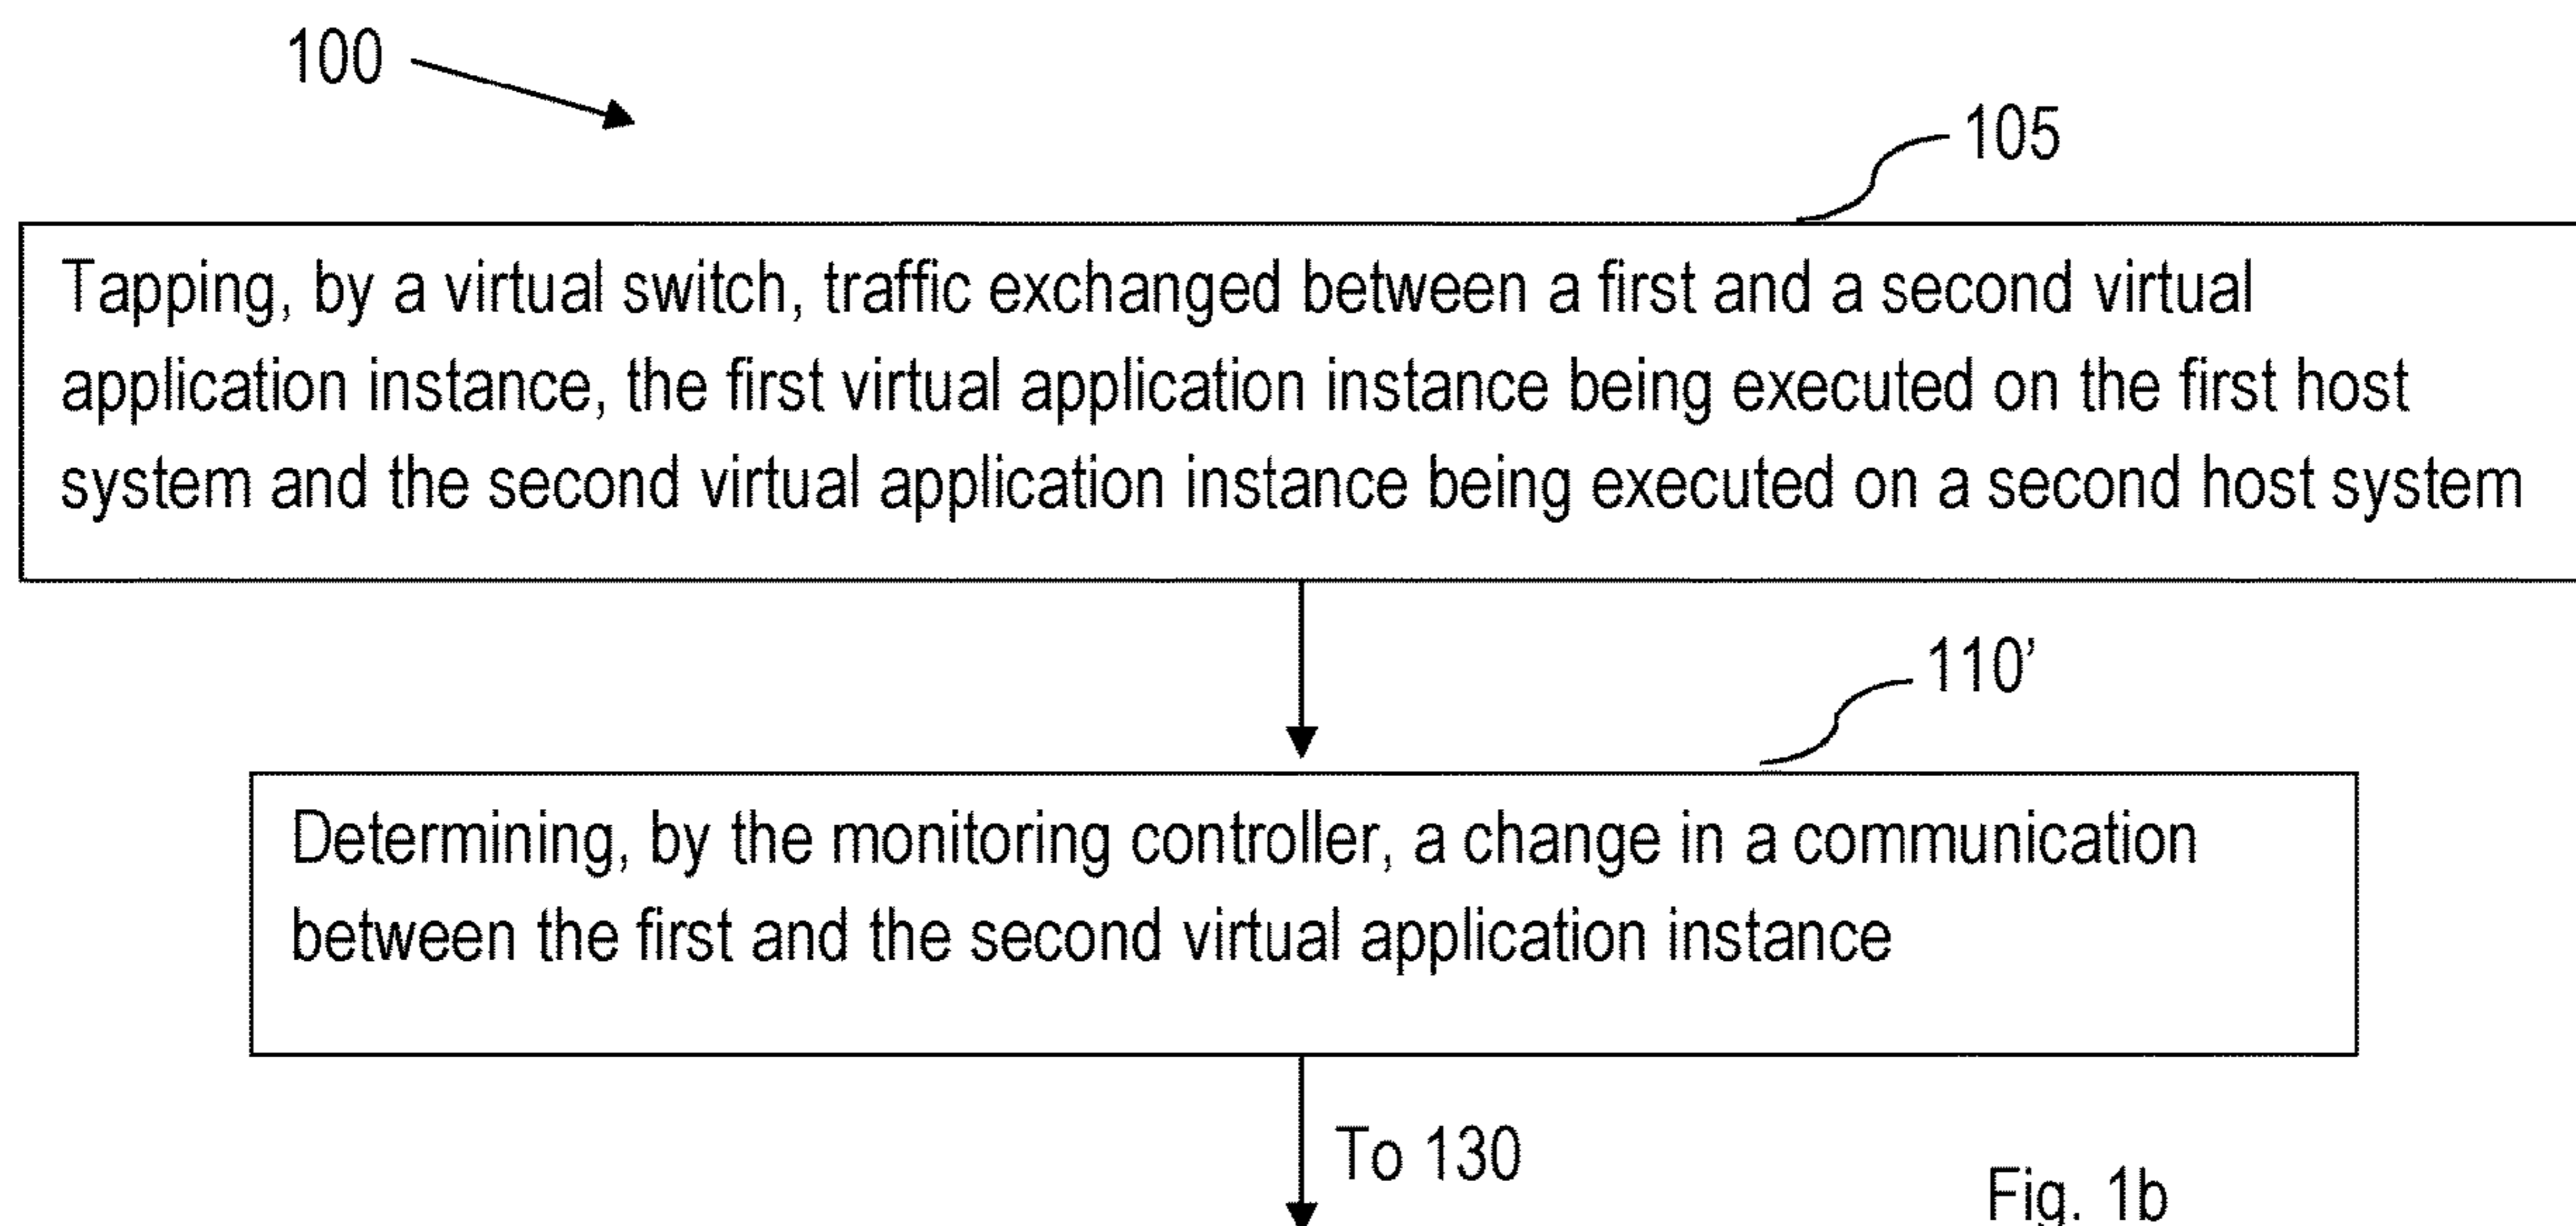 100
105
Tapping, by a virtual switch, traffic exchanged between a first and a second virtual
application instance, the first virtual application instance being executed on the first host
system and the second virtual application instance being executed on a second host system
110’
Determining, by the monitoring controller, a change in a communication
between the first and the second virtual application instance
To 130
Fig. 1b